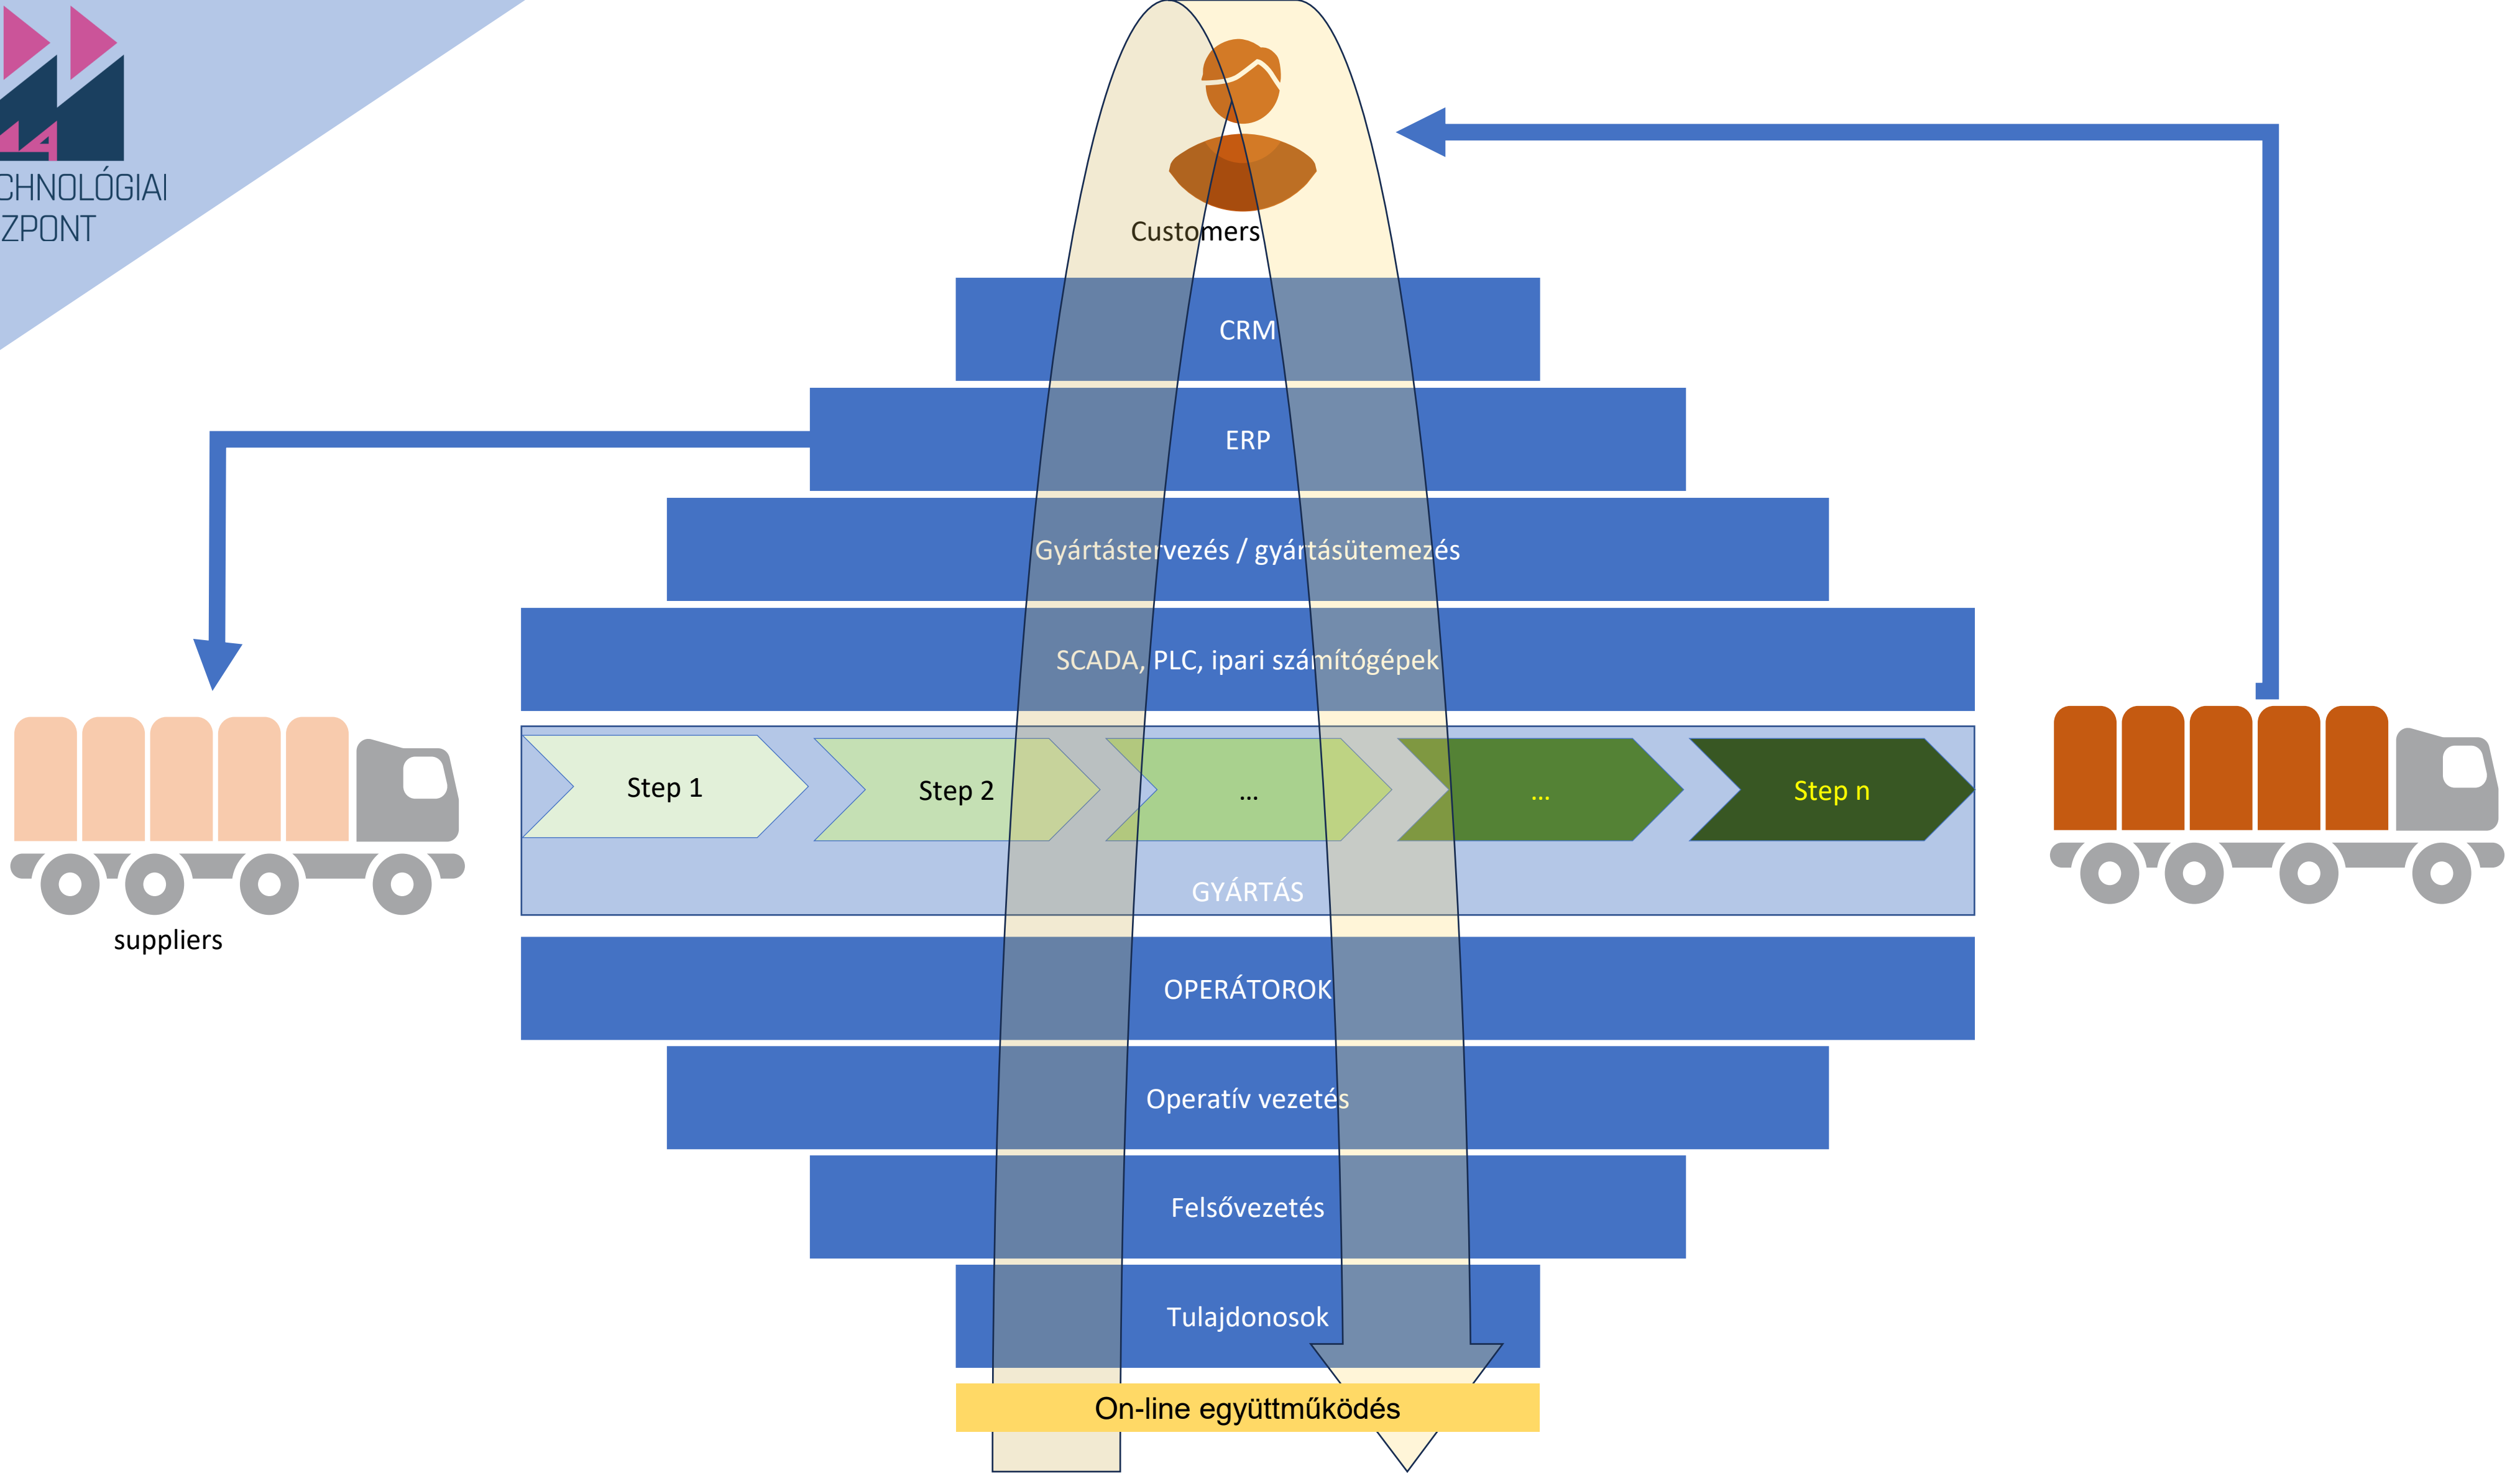 CHNOLÓGIAI
ZPONT
Customers
CRM
ERP
Gyártástervezés / gyártásütemezés
SCADA, PLC, ipari számítógépek
Step 1
Step 2
...
...
Step n
GYÁRTÁS
suppliers
OPERÁTOROK
Operatív vezetés
Felsővezetés
Tulajdonosok
On-line együttműködés